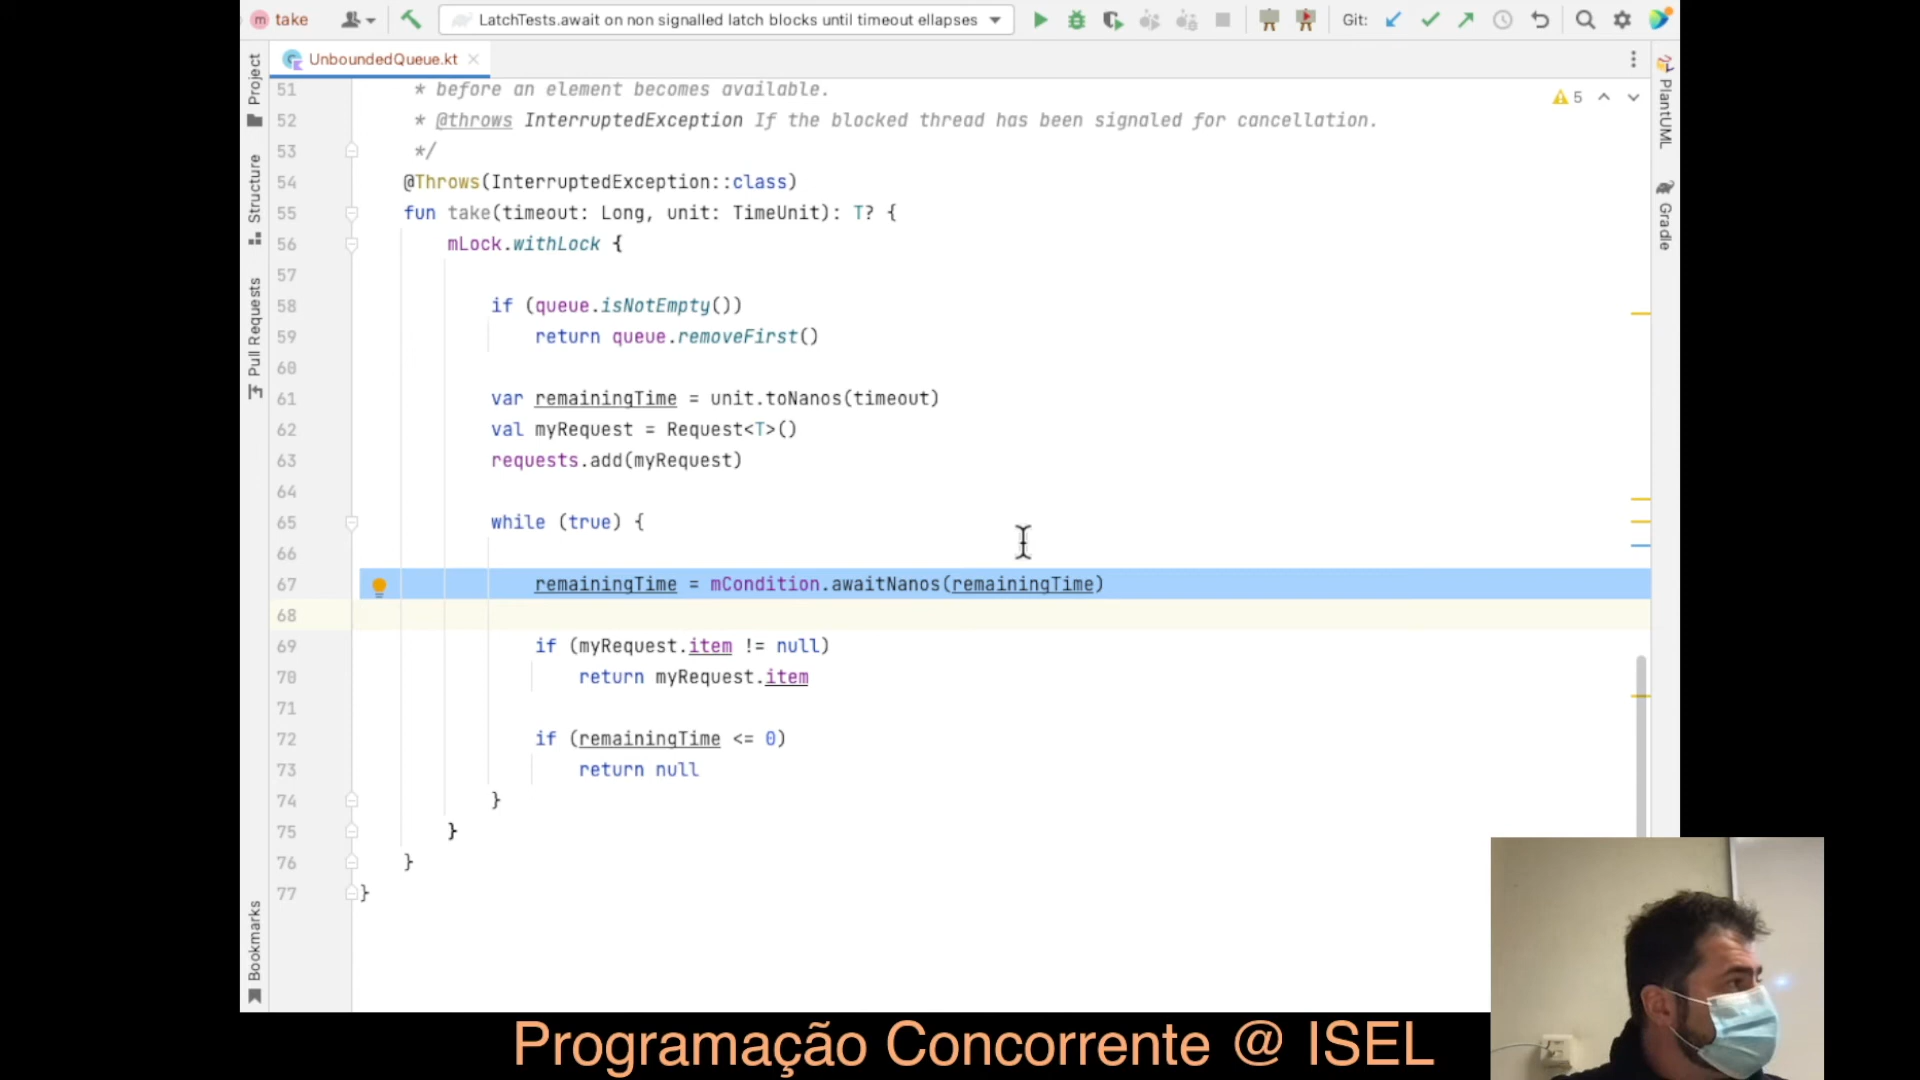 take
LatchTests.await on non signalled latch blocks until timeout ellapses
Git:
UnboundedQueue.kt
Project
Structure
Pull Requests
Bookmarks
PlantUML
Gradle
5
51 * before an element becomes available.
52 * @throws InterruptedException If the blocked thread has been signaled for cancellation.
53 */
54 @Throws(InterruptedException::class)
55 fun take(timeout: Long, unit: TimeUnit): T? {
56 mLock.withLock {
57
58 if (queue.isNotEmpty())
59 return queue.removeFirst()
60
61 var remainingTime = unit.toNanos(timeout)
62 val myRequest = Request<T>()
63 requests.add(myRequest)
64
65 while (true) {
66
67 remainingTime = mCondition.awaitNanos(remainingTime)
68
69 if (myRequest.item != null)
70 return myRequest.item
71
72 if (remainingTime <= 0)
73 return null
74 }
75 }
76 }
77 }
Programação Concorrente @ ISEL